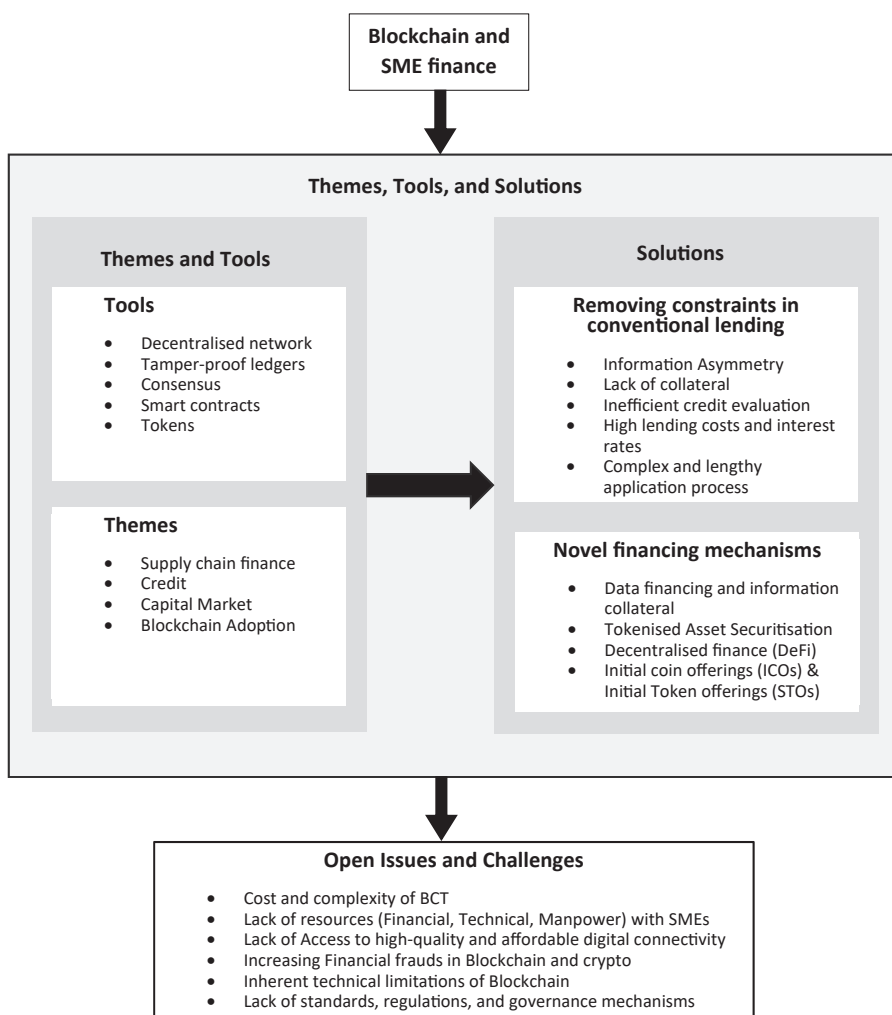 Blockchain and
SME finance
Themes, Tools, and Solutions
Themes and Tools
Tools
• Decentralised network
• Tamper-proof ledgers
• Consensus
• Smart contracts
• Tokens
Themes
• Supply chain finance
• Credit
• Capital Market
• Blockchain Adoption
Solutions
Removing constraints in
conventional lending
• Information Asymmetry
• Lack of collateral
• Inefficient credit evaluation
• High lending costs and interest
rates
• Complex and lengthy
application process
Novel financing mechanisms
• Data financing and information
collateral
• Tokenised Asset Securitisation
• Decentralised finance (DeFi)
• Initial coin offerings (ICOs) &
Initial Token offerings (STOs)
Open Issues and Challenges
• Cost and complexity of BCT
• Lack of resources (Financial, Technical, Manpower) with SMEs
• Lack of Access to high-quality and affordable digital connectivity
• Increasing Financial frauds in Blockchain and crypto
• Inherent technical limitations of Blockchain
• Lack of standards, regulations, and governance mechanisms